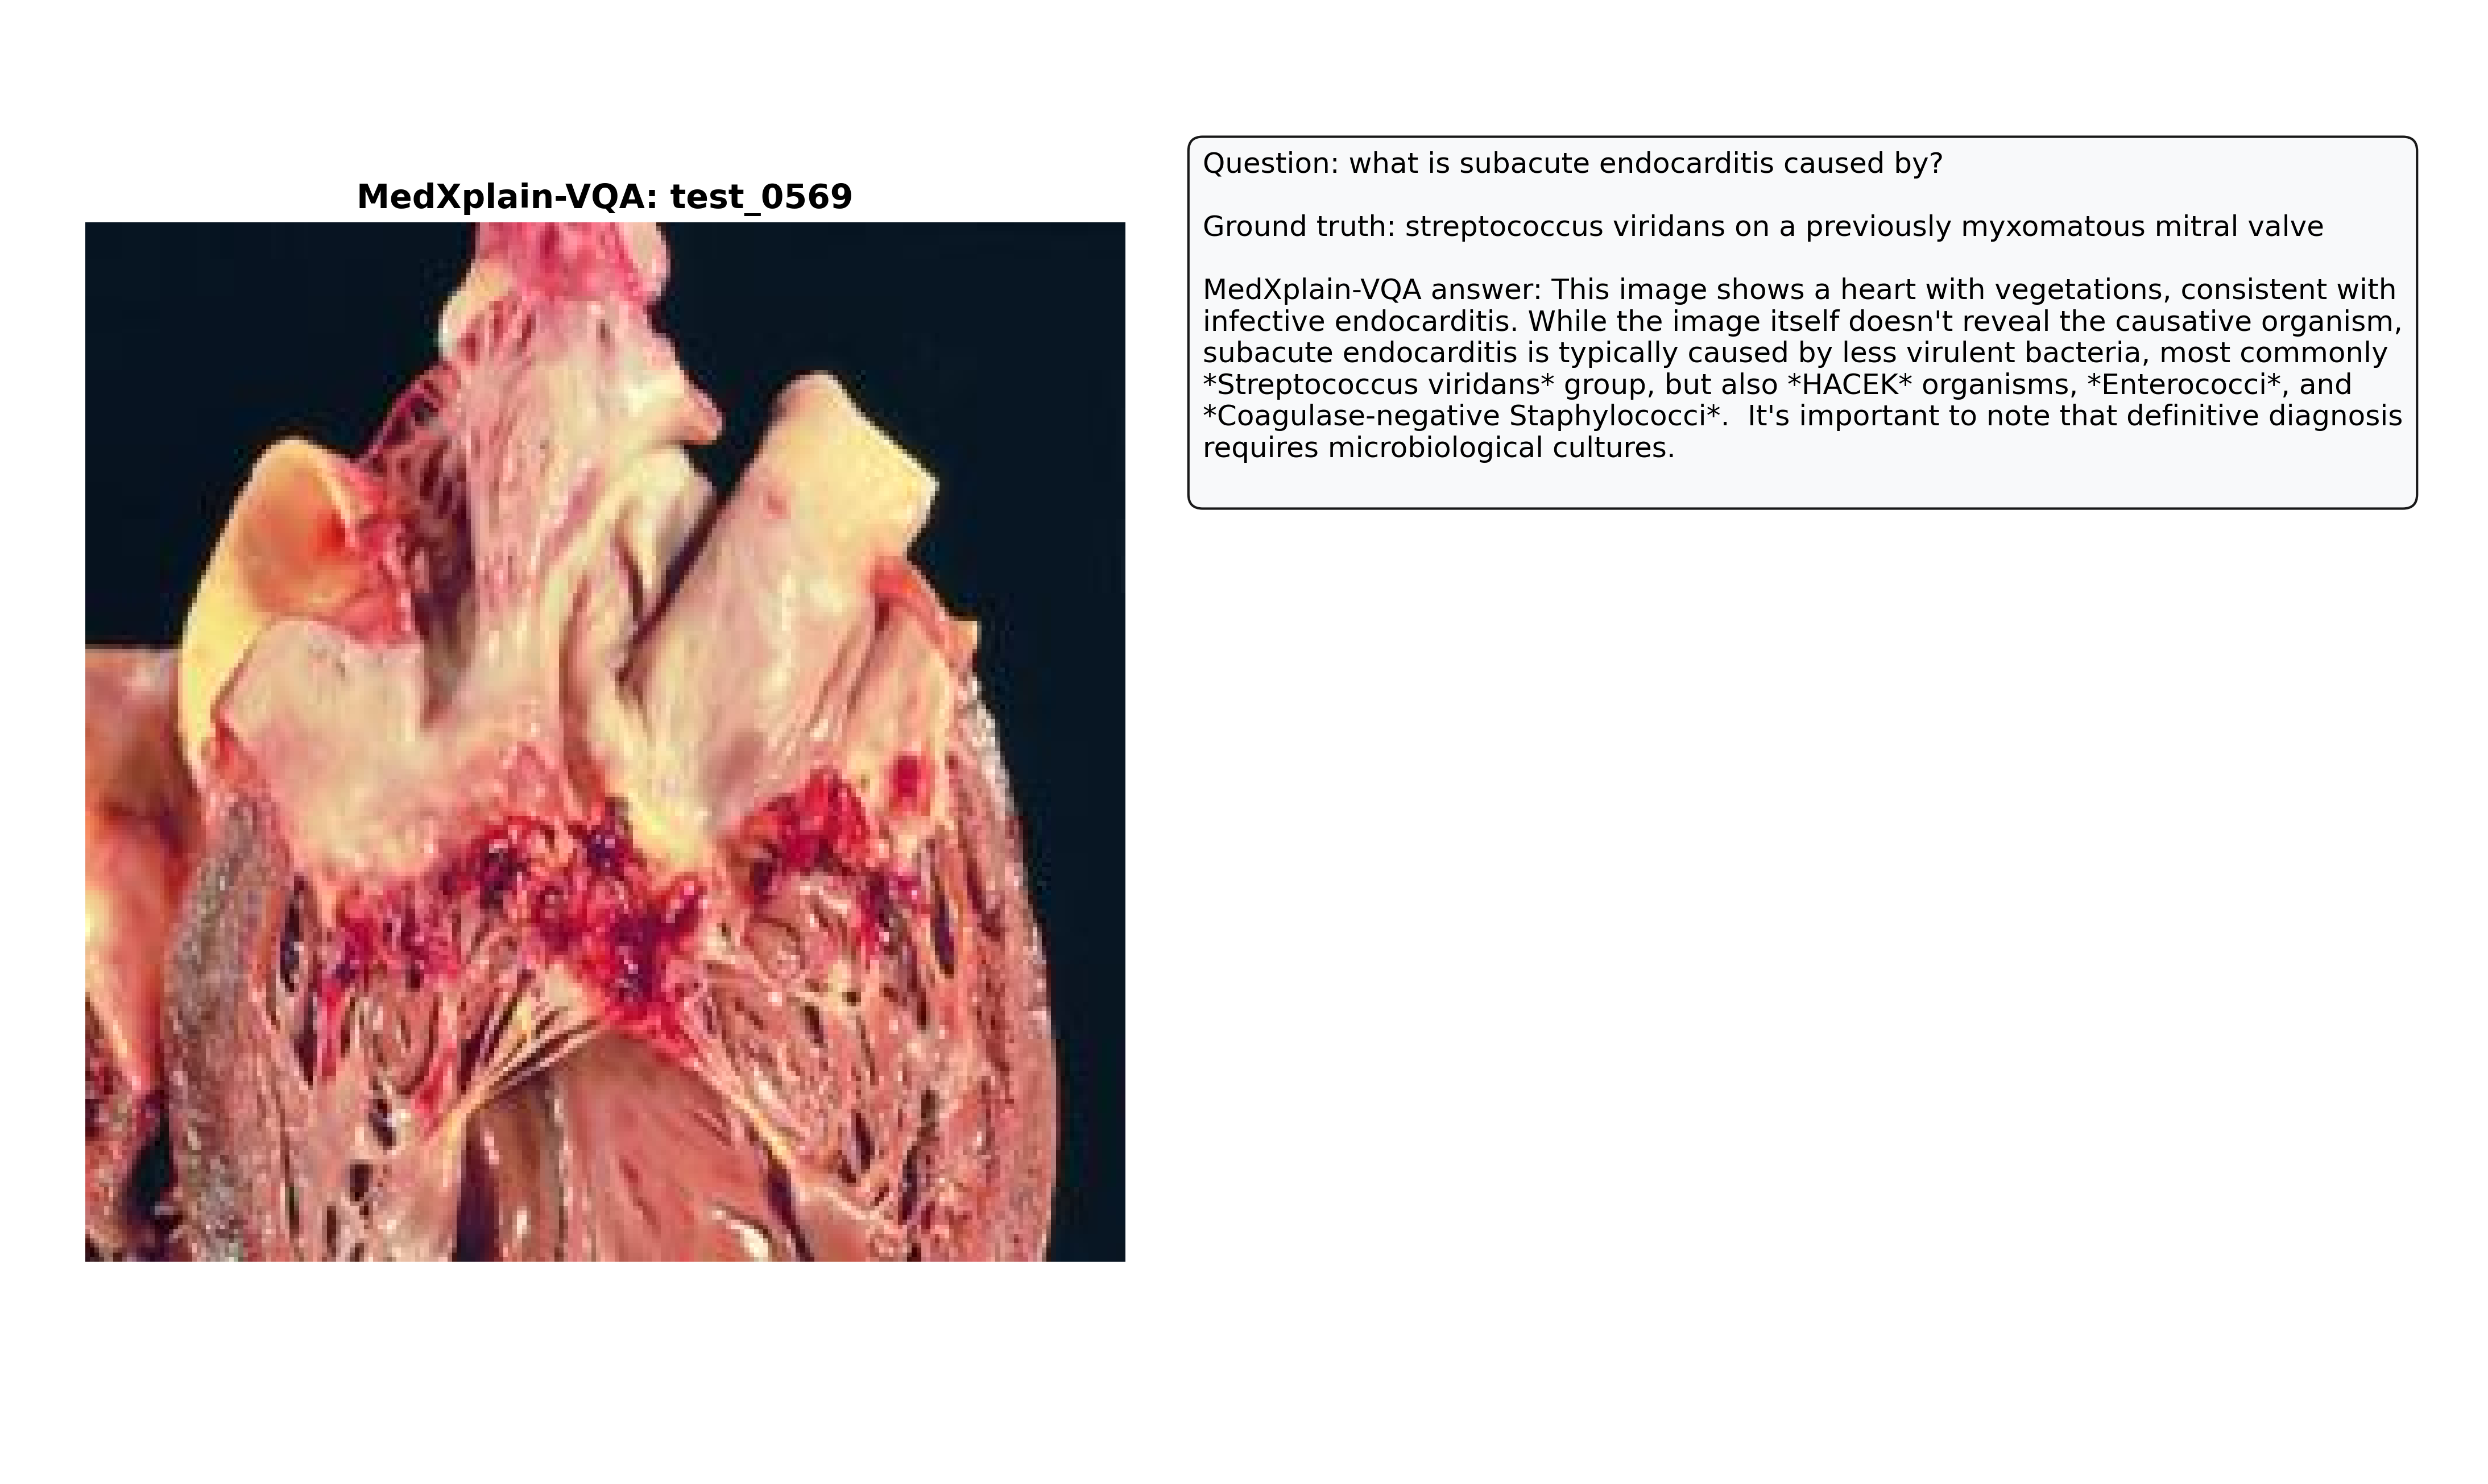 MedXplain-VQA: test_0569
Question: what is subacute endocarditis caused by?
Ground truth: streptococcus viridans on a previously myxomatous mitral valve
MedXplain-VQA answer: This image shows a heart with vegetations, consistent with
infective endocarditis. While the image itself doesn't reveal the causative organism,
subacute endocarditis is typically caused by less virulent bacteria, most commonly
*Streptococcus viridans* group, but also *HACEK* organisms, *Enterococci*, and
*Coagulase-negative Staphylococci*.  It's important to note that definitive diagnosis
requires microbiological cultures.